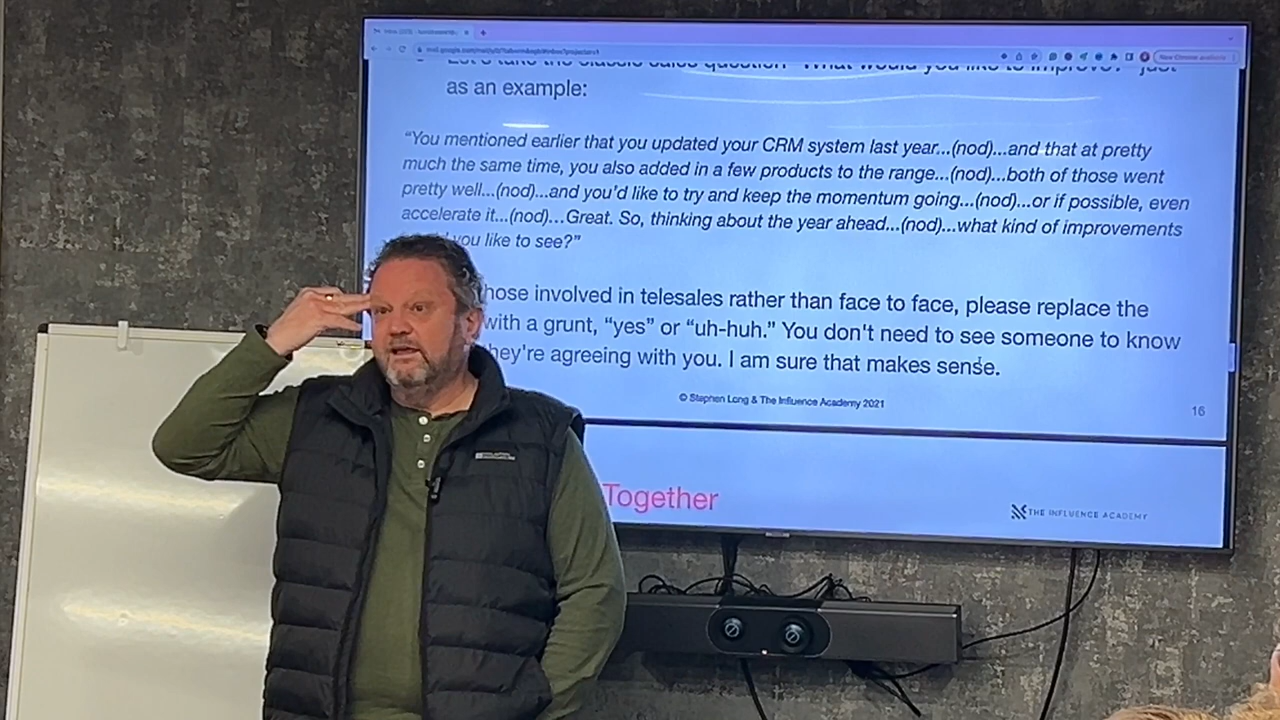 as an example:
"You mentioned earlier that you updated your CRM system last year...(nod)...and that at pretty
much the same time, you also added in a few products to the range...(nod)...both of those went
pretty well...(nod)...and you'd like to try and keep the momentum going...(nod)...or if possible, even
accelerate it...(nod)...Great. So, thinking about the year ahead...(nod)...what kind of improvements
you like to see?"
those involved in telesales rather than face to face, please replace the
with a grunt, "yes" or "uh-huh." You don't need to see someone to know
they're agreeing with you. I am sure that makes sense.
© Stephen Long & The Influence Academy 2021
16
Together
THE INFLUENCE ACADEMY